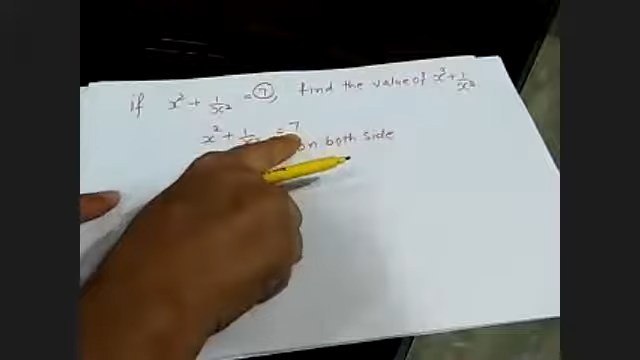 if x² + 1/x² = 7, find the value of x³ + 1/x³
x² + 1/x² = 7
on both side